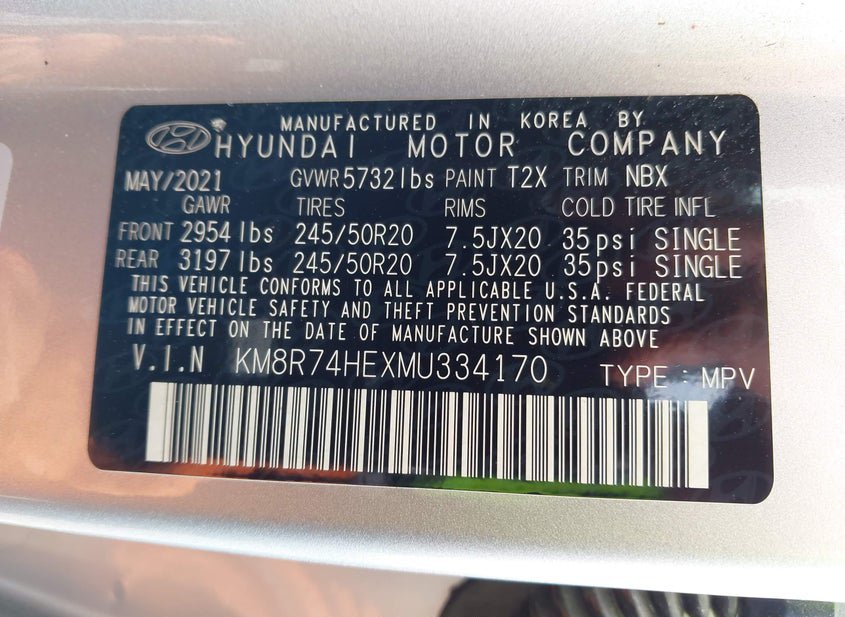 MANUFACTURED IN KOREA BY
HYUNDAI MOTOR COMPANY
MAY/2021 GVWR 5732 lbs PAINT T2X TRIM NBX
GAWR TIRES RIMS COLD TIRE INFL
FRONT 2954 lbs 245/50R20 7.5JX20 35psi SINGLE
REAR 3197 lbs 245/50R20 7.5JX20 35psi SINGLE
THIS VEHICLE CONFORMS TO ALL APPLICABLE U.S.A. FEDERAL
MOTOR VEHICLE SAFETY AND THEFT PREVENTION STANDARDS
IN EFFECT ON THE DATE OF MANUFACTURE SHOWN ABOVE
V.I.N KM8R74HEXMU334170 TYPE : MPV